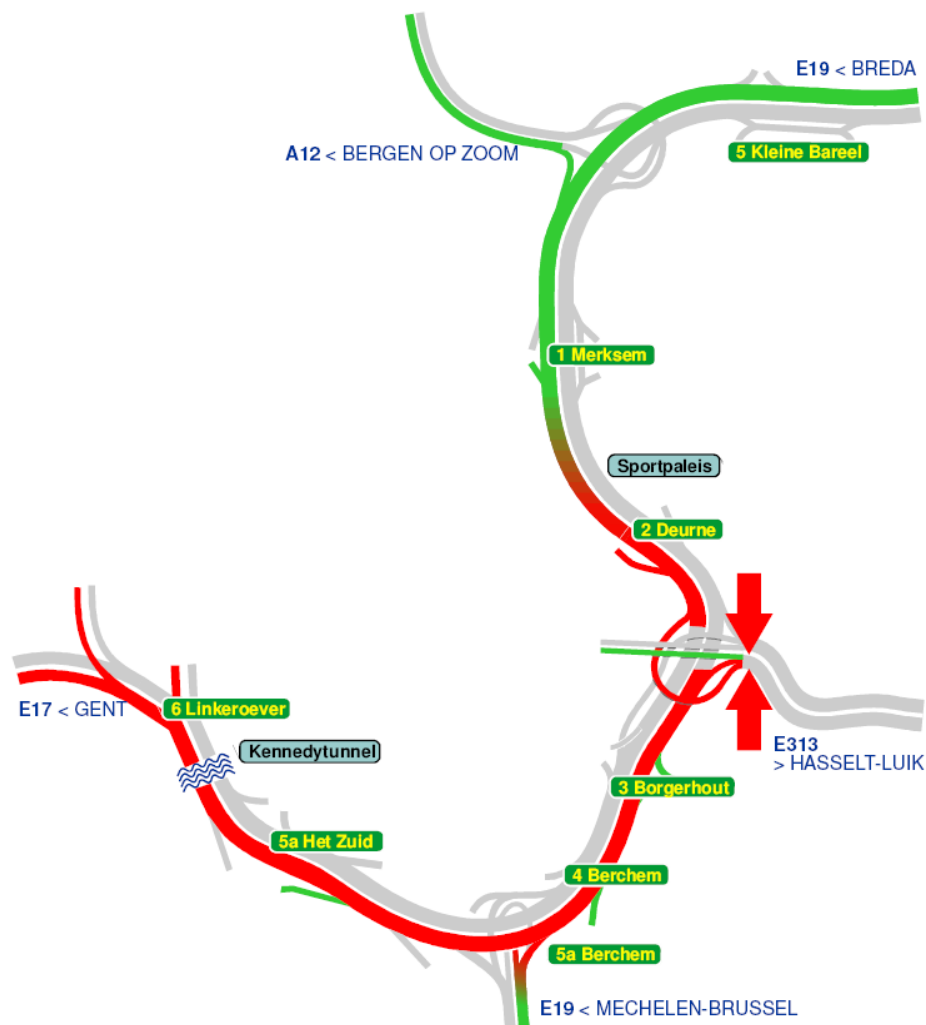 E19 < BREDA
A12 < BERGEN OP ZOOM
5 Kleine Bareel
1 Merksem
Sportpaleis
2 Deurne
E17 < GENT
6 Linkeroever
Kennedytunnel
E313
> HASSELT-LUIK
3 Borgerhout
5a Het Zuid
4 Berchem
5a Berchem
E19 < MECHELEN-BRUSSEL